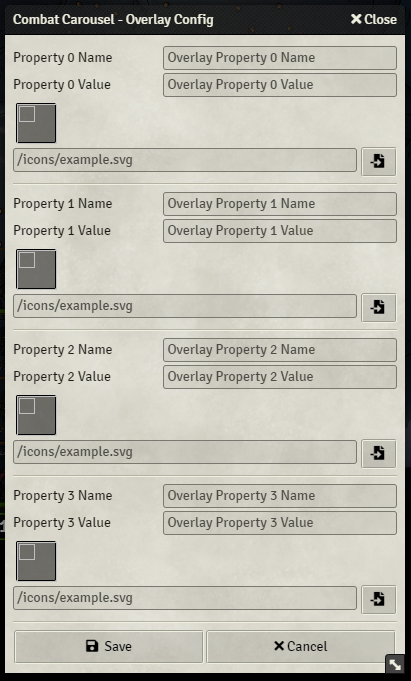 Combat Carousel - Overlay Config Close
Property 0 Name Overlay Property 0 Name
Property 0 Value Overlay Property 0 Value
/icons/example.svg
Property 1 Name Overlay Property 1 Name
Property 1 Value Overlay Property 1 Value
/icons/example.svg
Property 2 Name Overlay Property 2 Name
Property 2 Value Overlay Property 2 Value
/icons/example.svg
Property 3 Name Overlay Property 3 Name
Property 3 Value Overlay Property 3 Value
/icons/example.svg
Save Cancel